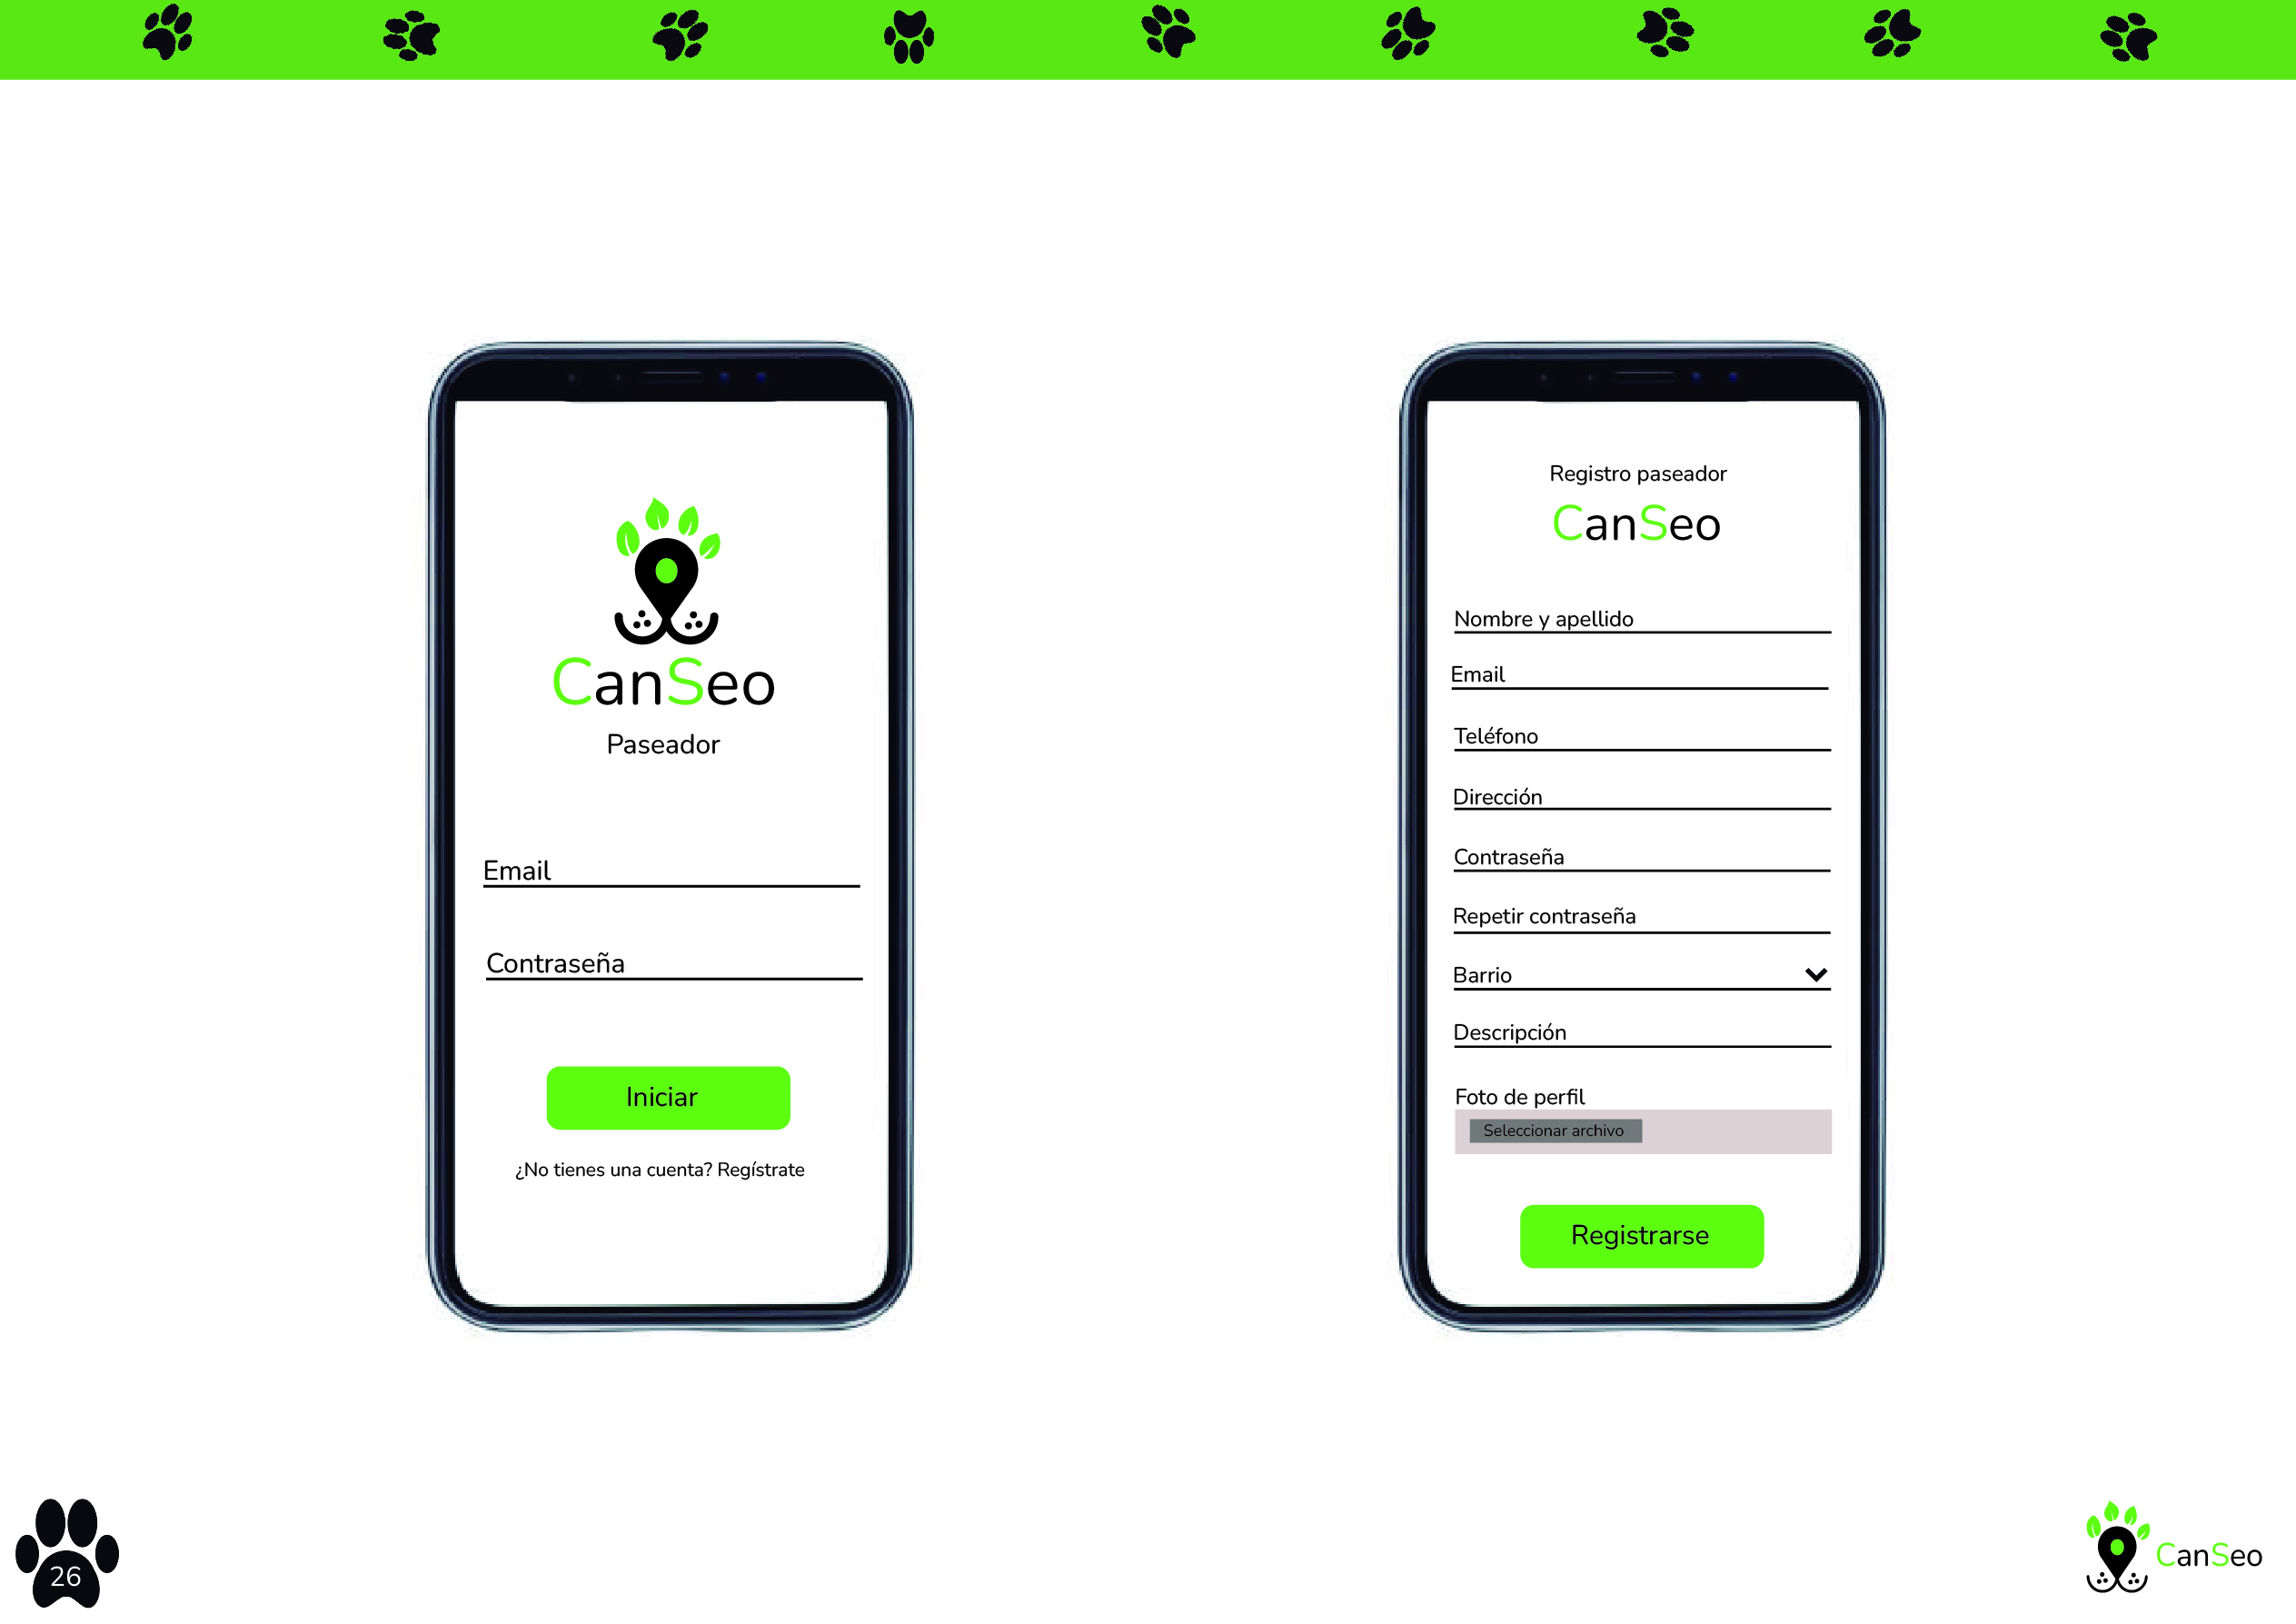 CanSeo
Paseador
Email
Contraseña
Iniciar
¿No tienes una cuenta? Regístrate
Registro paseador
CanSeo
Nombre y apellido
Email
Teléfono
Dirección
Contraseña
Repetir contraseña
Barrio
Descripción
Foto de perfil
Seleccionar archivo
Registrarse
26
CanSeo